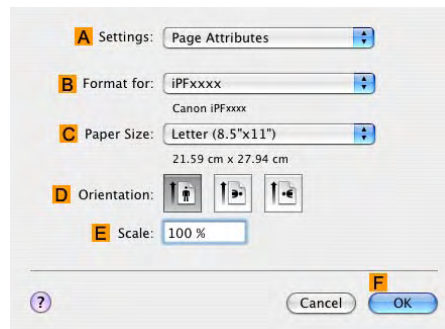 A Settings: Page Attributes
B Format for: iPFxxxx
Canon iPFxxxx
C Paper Size: Letter (8.5"x11")
21.59 cm x 27.94 cm
D Orientation:
E Scale: 100 %
F
? Cancel OK